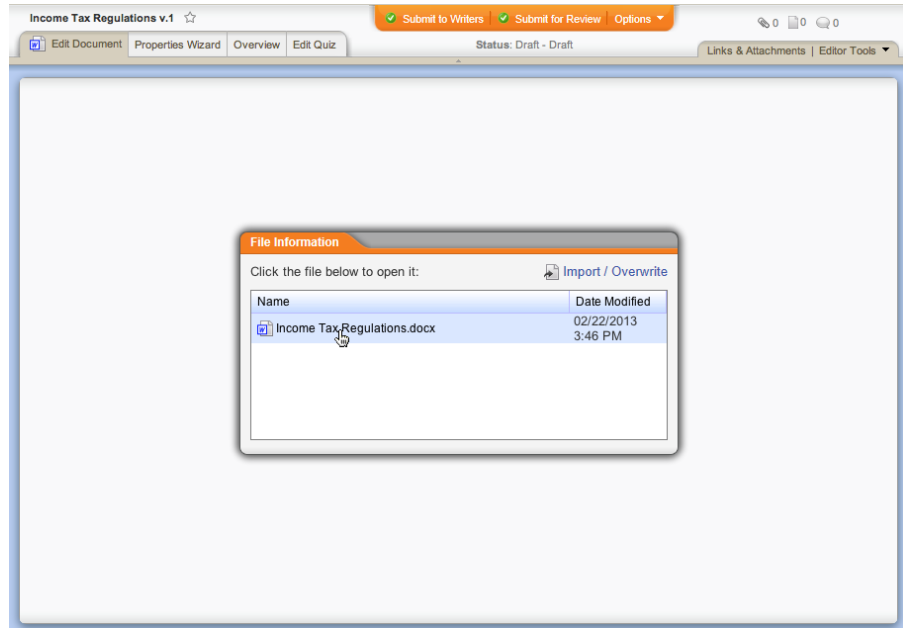 Income Tax Regulations v.1
Submit to Writers Submit for Review Options
0 0 0
Edit Document Properties Wizard Overview Edit Quiz
Status: Draft - Draft
Links & Attachments | Editor Tools
File Information
Click the file below to open it:
Import / Overwrite
Name Date Modified
Income Tax Regulations.docx
02/22/2013
3:46 PM